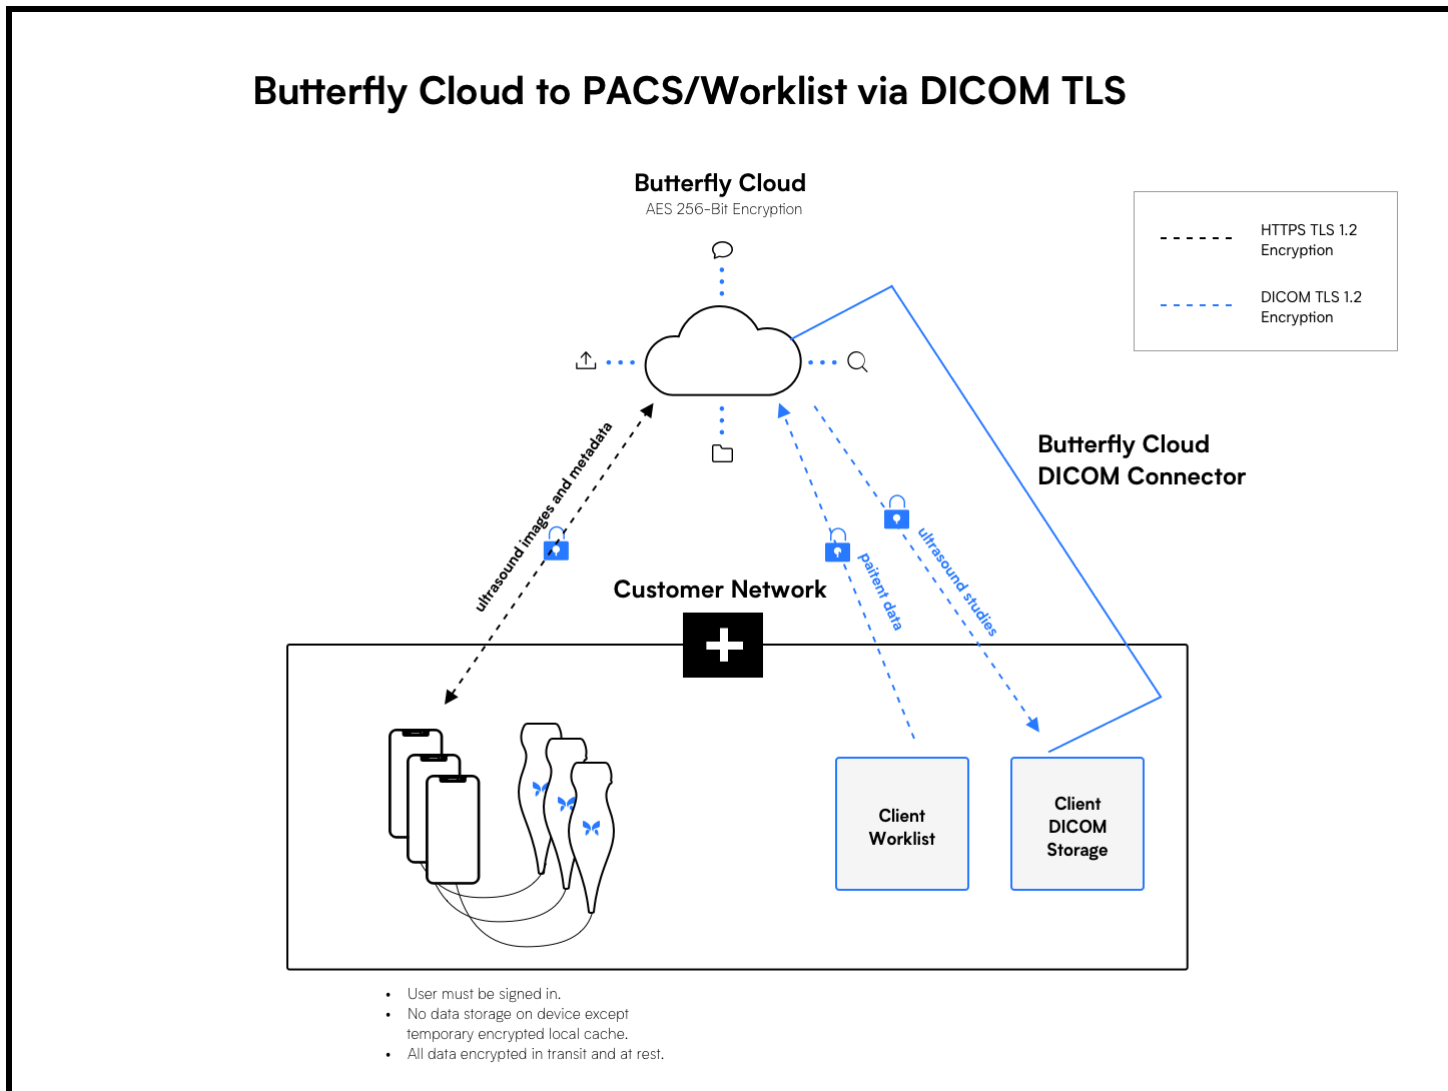 Butterfly Cloud to PACS/Worklist via DICOM TLS
Butterfly Cloud
AES 256-Bit Encryption
HTTPS TLS 1.2
Encryption
DICOM TLS 1.2
Encryption
Butterfly Cloud
DICOM Connector
ultrasound images and metadata
paitent data
ultrasound studies
Customer Network
Client
Worklist
Client
DICOM
Storage
• User must be signed in.
• No data storage on device except
temporary encrypted local cache.
• All data encrypted in transit and at rest.